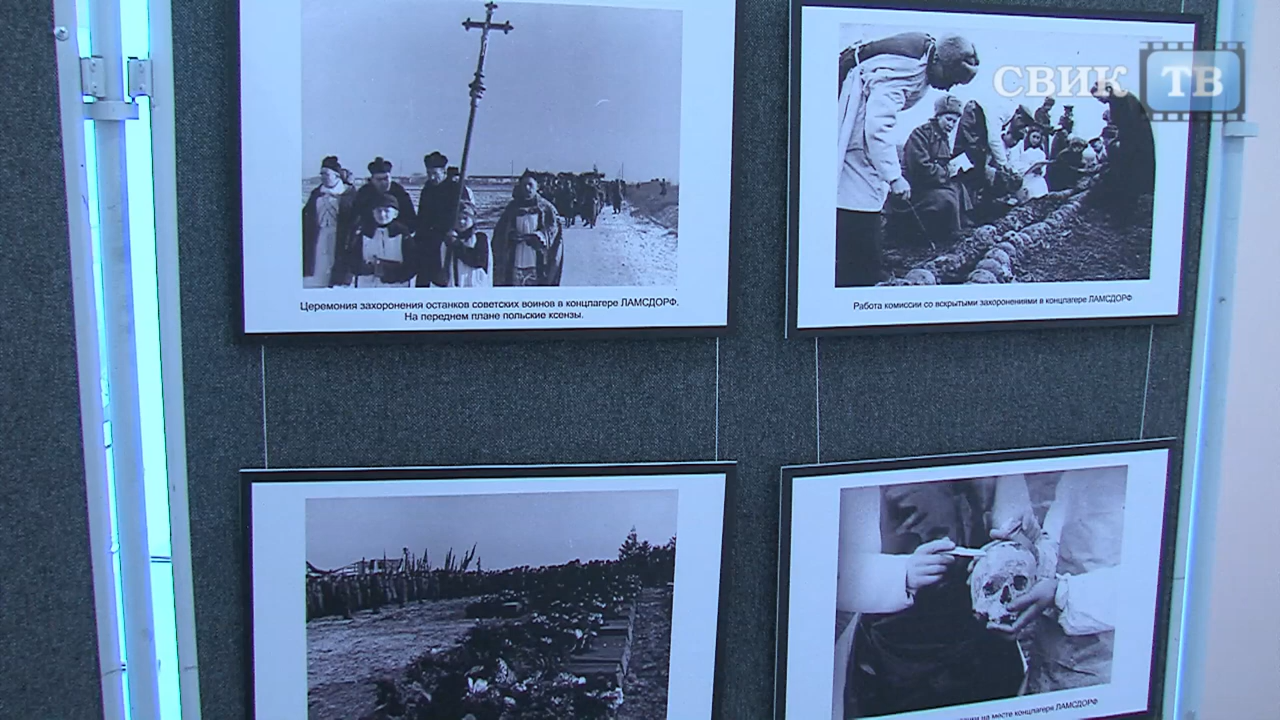 СВИК ТВ
Церемония захоронения останков советских воинов в концлагере ЛАМСДОРФ.
На переднем плане польские ксензы.
Работа комиссии со вскрытыми захоронениями в концлагере ЛАМСДОРФ
на месте концлагеря ЛАМСДОРФ